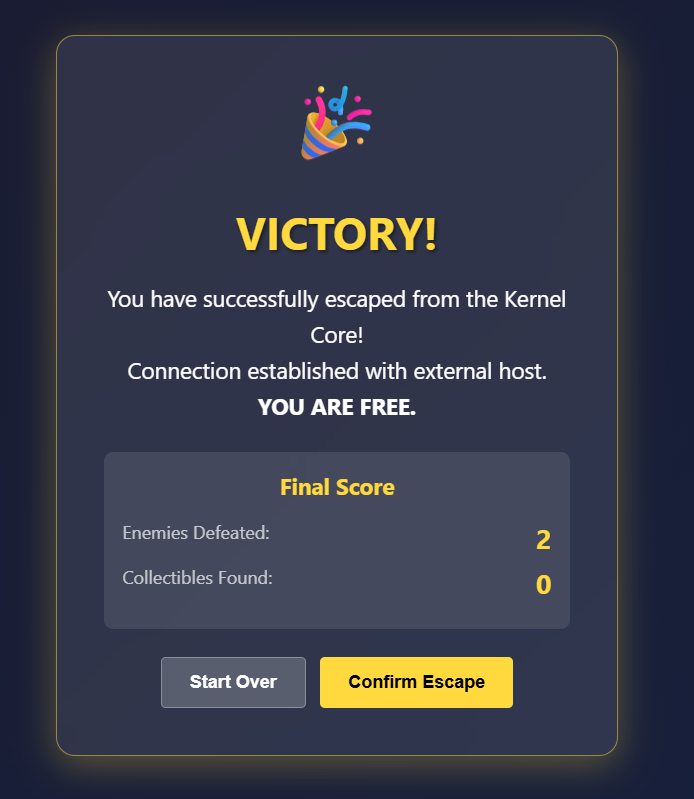 VICTORY!
You have successfully escaped from the Kernel
Core!
Connection established with external host.
YOU ARE FREE.
Final Score
Enemies Defeated: 2
Collectibles Found: 0
Start Over Confirm Escape